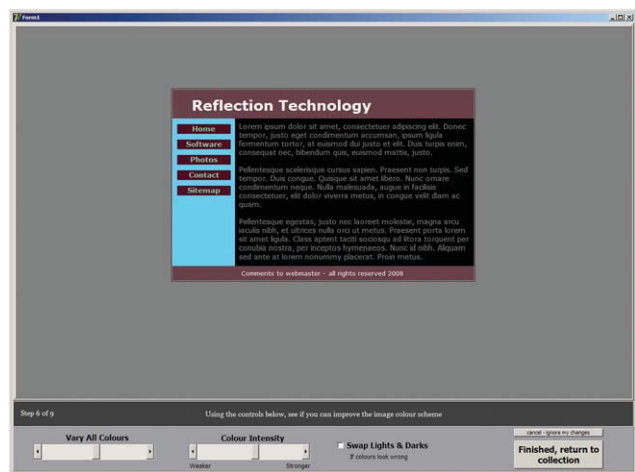 Form1
Reflection Technology
Home
Software
Photos
Contact
Sitemap
Lorem ipsum dolor sit amet, consectetuer adipiscing elit. Donec
tempor, justo eget condimentum accumsan, ipsum ligula
fermentum tortor, at euismod dui justo et elit. Duis turpis enim,
consequat nec, bibendum quis, euismod mattis, justo.
Pellentesque scelerisque cursus sapien. Praesent non turpis. Sed
tempor. Duis congue. Quisque sit amet libero. Nunc ornare
condimentum neque. Nulla malesuada, augue in facilisis
consectetuer, elit dolor viverra metus, in congue velit diam ac
quam.
Pellentesque egestas, justo nec laoreet molestie, magna arcu
iaculis nibh, et ultrices nulla orci ut metus. Praesent porta lorem
sit amet ligula. Class aptent taciti sociosqu ad litora torquent per
conubia nostra, per inceptos hymenaeos. Nunc id nibh. Aliquam
sed ante at lorem nonummy placerat. Proin metus.
Comments to webmaster - all rights reserved 2008
Step 6 of 9
Using the controls below, see if you can improve the image colour scheme
Vary All Colours
Colour Intensity
Weaker
Stronger
Swap Lights & Darks
If colours look wrong
cancel - ignore my changes
Finished, return to
collection